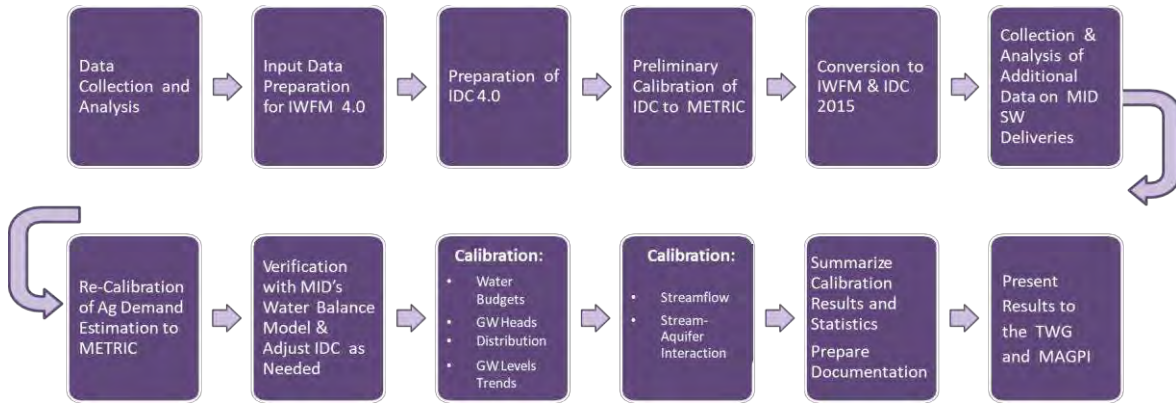 Data
Collection and
Analysis
Input Data
Preparation
for IWFM 4.0
Preparation of
IDC 4.0
Preliminary
Calibration of
IDC to METRIC
Conversion to
IWFM & IDC
2015
Collection &
Analysis of
Additional
Data on MID
SW
Deliveries
Re-Calibration
of Ag Demand
Estimation to
METRIC
Verification
with MID's
Water Balance
Model &
Adjust IDC as
Needed
Calibration:
• Water
Budgets
• GW Heads
• Distribution
• GW Levels
Trends
Calibration:
• Streamflow
• Stream-
Aquifer
Interaction
Summarize
Calibration
Results and
Statistics
Prepare
Documentation
Present
Results to
the TWG
and MAGPI